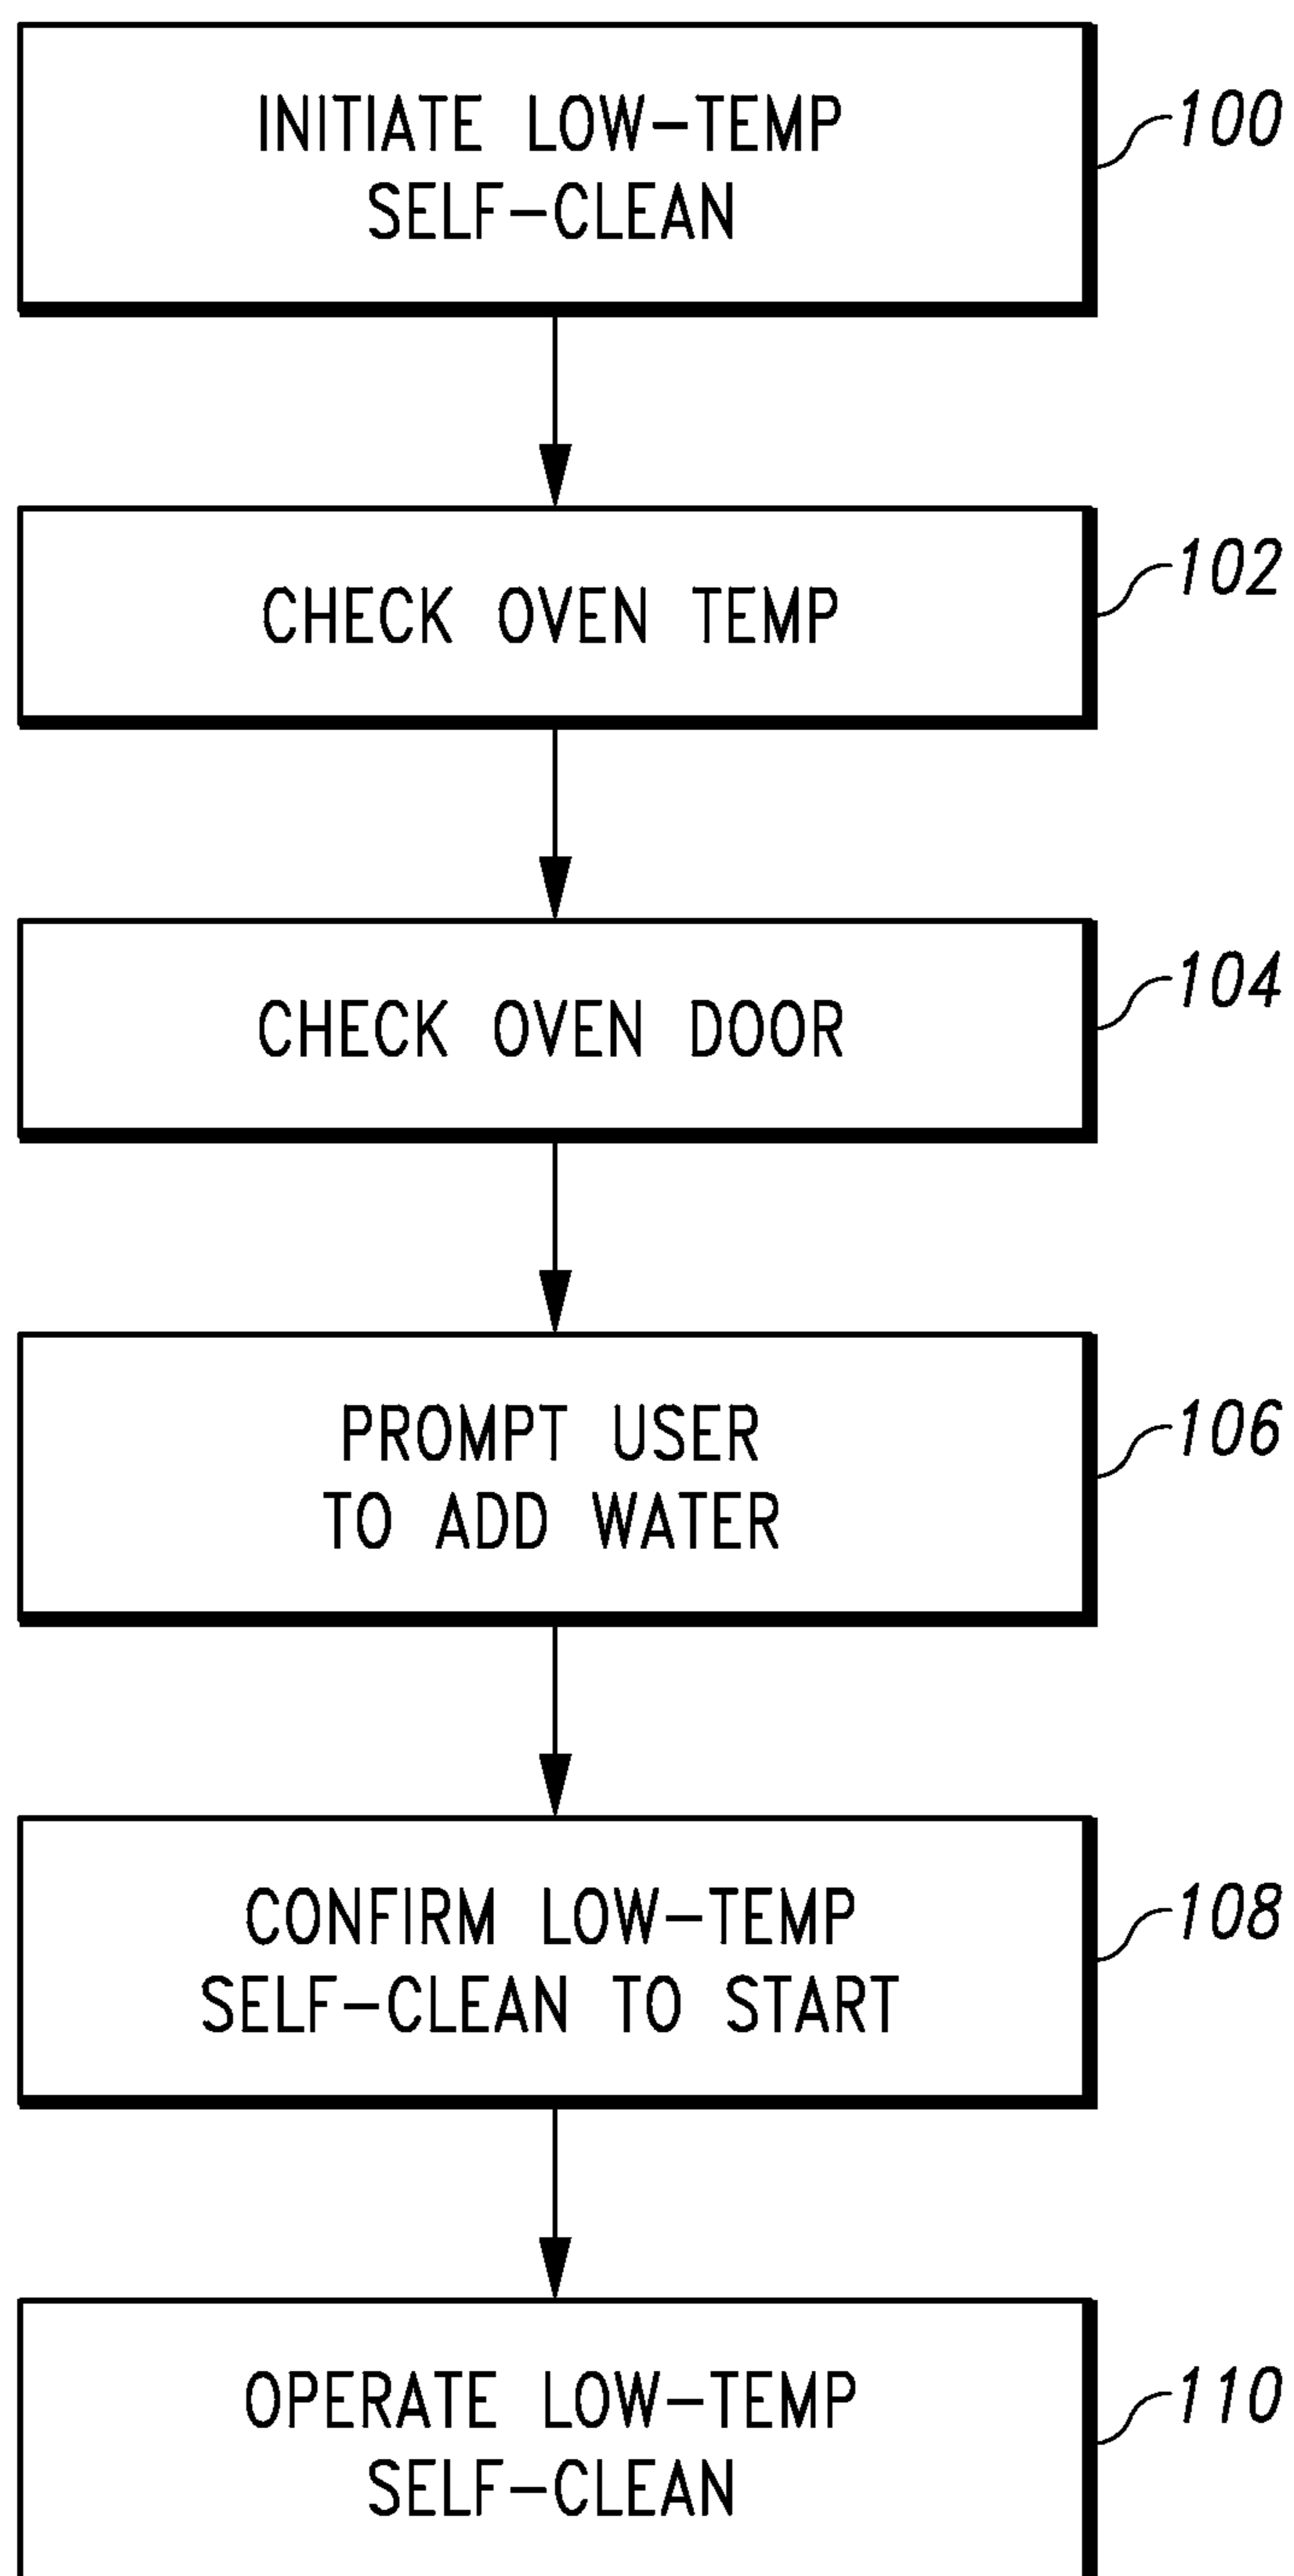 INITIATE LOW-TEMP
SELF-CLEAN
100
CHECK OVEN TEMP
102
CHECK OVEN DOOR
104
PROMPT USER
TO ADD WATER
106
CONFIRM LOW-TEMP
SELF-CLEAN TO START
108
OPERATE LOW-TEMP
SELF-CLEAN
110